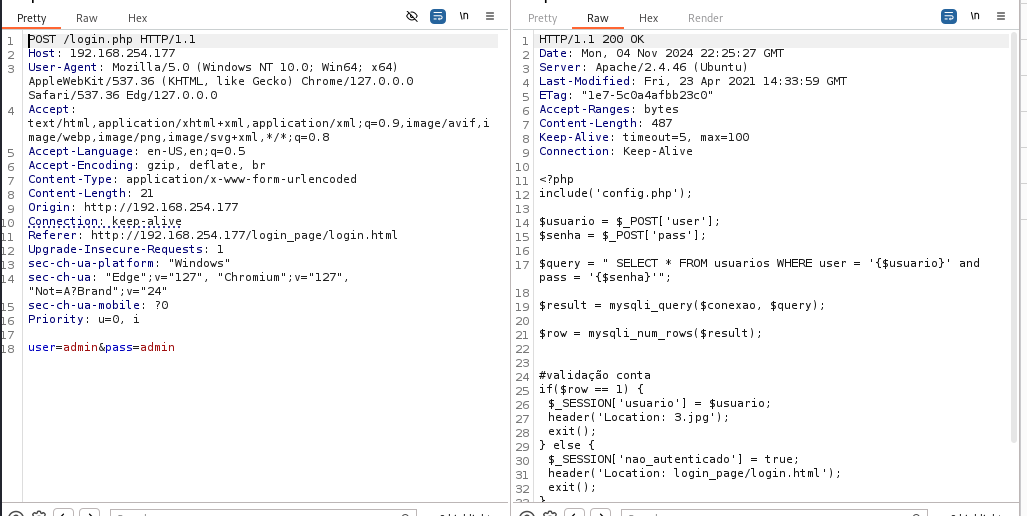 Pretty Raw Hex \n
1 POST /login.php HTTP/1.1
2 Host: 192.168.254.177
3 User-Agent: Mozilla/5.0 (Windows NT 10.0; Win64; x64)
AppleWebKit/537.36 (KHTML, like Gecko) Chrome/127.0.0.0
Safari/537.36 Edg/127.0.0.0
4 Accept:
text/html,application/xhtml+xml,application/xml;q=0.9,image/avif,i
mage/webp,image/png,image/svg+xml,*/*;q=0.8
5 Accept-Language: en-US,en;q=0.5
6 Accept-Encoding: gzip, deflate, br
7 Content-Type: application/x-www-form-urlencoded
8 Content-Length: 21
9 Origin: http://192.168.254.177
10 Connection: keep-alive
11 Referer: http://192.168.254.177/login_page/login.html
12 Upgrade-Insecure-Requests: 1
13 sec-ch-ua-platform: "Windows"
14 sec-ch-ua: "Edge";v="127", "Chromium";v="127",
"Not=A?Brand";v="24"
15 sec-ch-ua-mobile: ?0
16 Priority: u=0, i
17
18 user=admin&pass=admin
Pretty Raw Hex Render \n
1 HTTP/1.1 200 OK
2 Date: Mon, 04 Nov 2024 22:25:27 GMT
3 Server: Apache/2.4.46 (Ubuntu)
4 Last-Modified: Fri, 23 Apr 2021 14:33:59 GMT
5 ETag: "1e7-5c0a4afbb23c0"
6 Accept-Ranges: bytes
7 Content-Length: 487
8 Keep-Alive: timeout=5, max=100
9 Connection: Keep-Alive
10
11 <?php
12 include('config.php');
13
14 $usuario = $_POST['user'];
15 $senha = $_POST['pass'];
16
17 $query = " SELECT * FROM usuarios WHERE user = '{$usuario}' and
pass = '{$senha}'";
18
19 $result = mysqli_query($conexao, $query);
20
21 $row = mysqli_num_rows($result);
22
23
24 #validação conta
25 if($row == 1) {
26 $_SESSION['usuario'] = $usuario;
27 header('Location: 3.jpg');
28 exit();
29 } else {
30 $_SESSION['nao_autenticado'] = true;
31 header('Location: login_page/login.html');
32 exit();
}